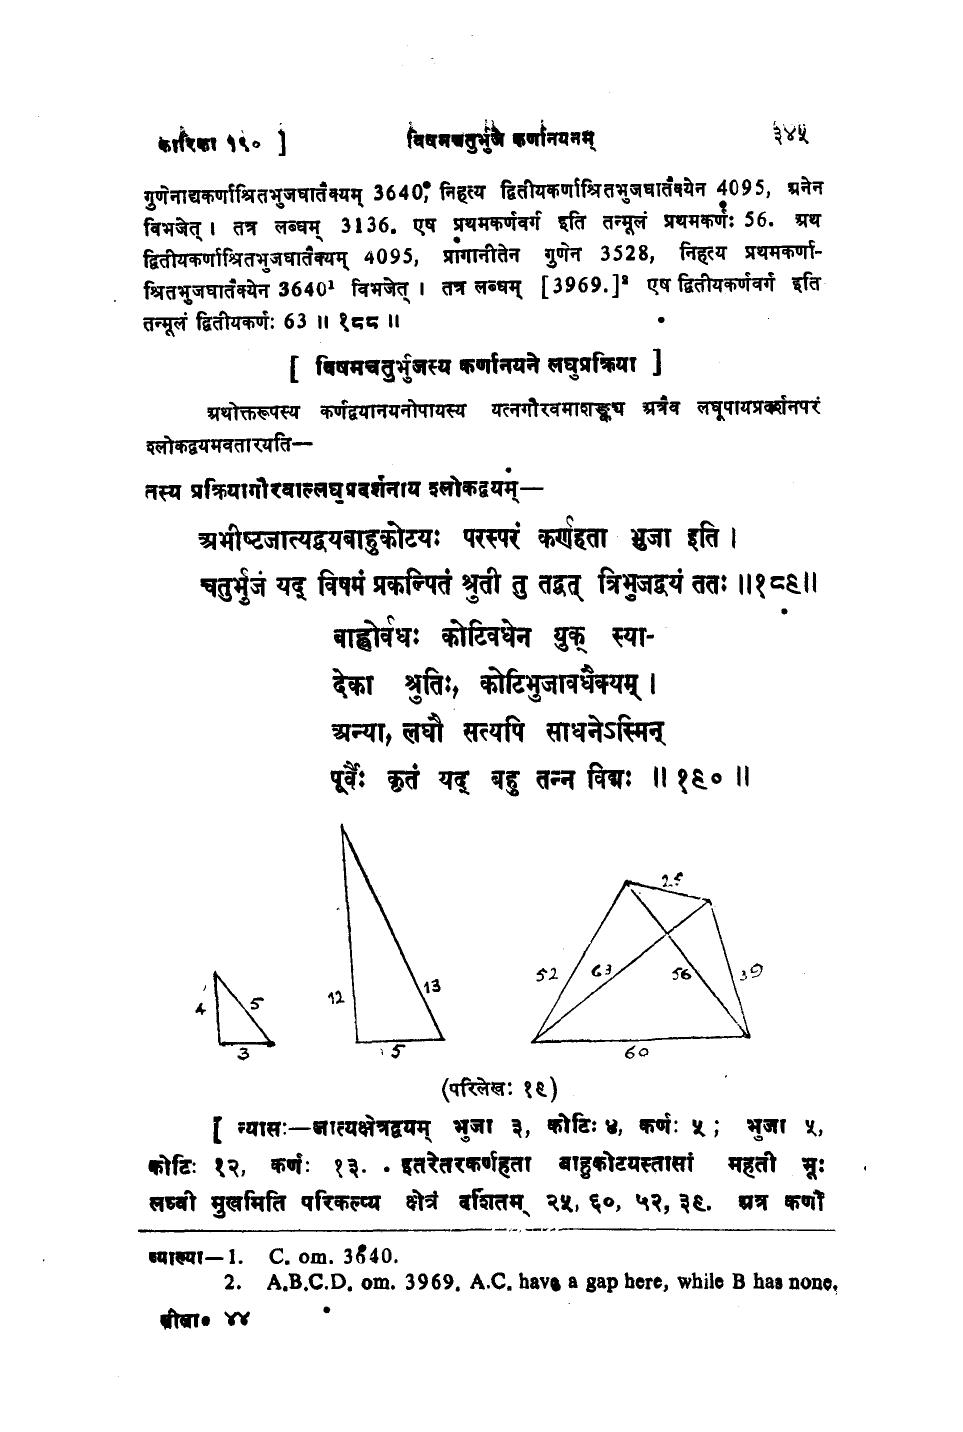 कारिका १९० ]
विषमचतुर्भुजे कर्णानयनम्
३४५
गुणेनाद्यकर्णाश्रितभुजघातैक्यम् 3640, निहत्य द्वितीयकर्णाश्रितभुजघातैक्येन 4095, अनेन
विभजेत् । तत्र लब्धम् 3136. एष प्रथमकर्णवर्ग इति तन्मूलं प्रथमकर्णः 56. अथ
द्वितीयकर्णाश्रितभुजघातैक्यम् 4095, प्रागानीतेन गुणेन 3528, निहत्य प्रथमकर्णा-
श्रितभुजघातैक्येन 3640¹ विभजेत् । तत्र लब्धम् [3969.]² एष द्वितीयकर्णवर्ग इति
तन्मूलं द्वितीयकर्णः 63 ॥ १८८ ॥
[ विषमचतुर्भुजस्य कर्णानयने लघुप्रक्रिया ]
अथोक्तरूपस्य कर्णद्वयानयनोपायस्य यत्नगौरवमाशङ्क्य अत्रैव लघूपायप्रदर्शनपरं
श्लोकद्वयमवतारयति—
तस्य प्रक्रियागौरवाल्लघुप्रदर्शनाय श्लोकद्वयम्—
अभीष्टजात्यद्वयबाहुकोटयः परस्परं कर्णहता भुजा इति ।
चतुर्भुजं यद् विषमं प्रकल्पितं श्रुती तु तद्वत् त्रिभुजद्वयं ततः ॥१८९॥
बाह्वोर्वधः कोटिवधेन युक् स्या-
देका श्रुतिः, कोटिभुजावधैक्यम् ।
अन्या, लघौ सत्यपि साधनेऽस्मिन्
पूर्वैः कृतं यद् बहु तन्न विद्मः ॥ १९० ॥
25
4 5
12 13
52 63 56 39
3
5
60
(परिलेखः १९)
[ न्यासः—जात्यक्षेत्रद्वयम् भुजा ३, कोटिः ४, कर्णः ५ ; भुजा ५,
कोटिः १२, कर्णः १३. . इतरेतरकर्णहता बाहुकोटयस्तासां महती भूः
लघ्वी मुखमिति परिकल्प्य क्षेत्रं दर्शितम् २५, ६०, ५२, ३९. अत्र कर्णौ
व्याख्या—1. C. om. 3640.
2. A.B.C.D. om. 3969. A.C. have a gap here, while B has none.
लीला० ४४